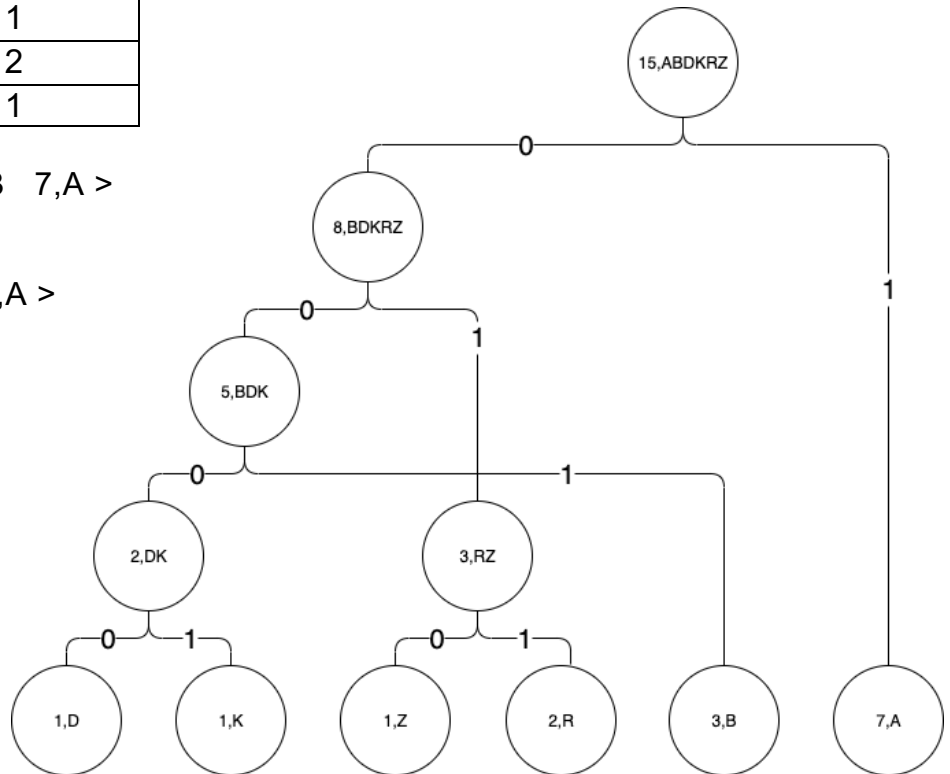 1
2
1
15,ABDKRZ
0
7,A >
8,BDKRZ
,A >
1
0
1
5,BDK
0
1
2,DK
3,RZ
0
1
0
1
1,D
1,K
1,Z
2,R
3,B
7,A